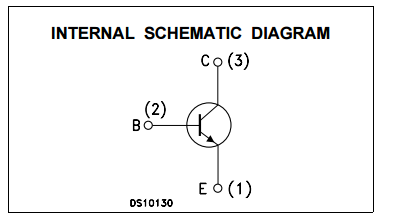 INTERNAL SCHEMATIC DIAGRAM
C (3)
(2)
B
E (1)
DS10130